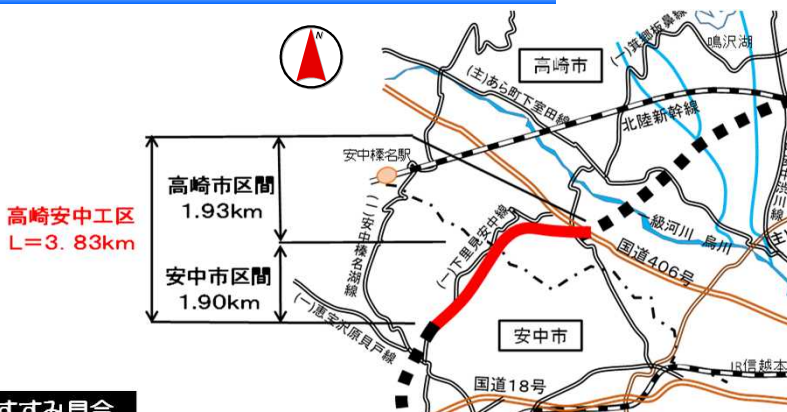 N
鳴沢湖
(一)箕郷板鼻線
高崎市
(主)あら町下室田線
北陸新幹線
安中榛名駅
高崎市区間
1.93km
高崎安中工区
L=3.83km
安中市区間
1.90km
(一)安中榛名湖線
(一)下里見安中線
一級河川 烏川
国道406号
(一)恵宝沢原貝戸線
安中市
JR信越本
国道18号
すすみ具合